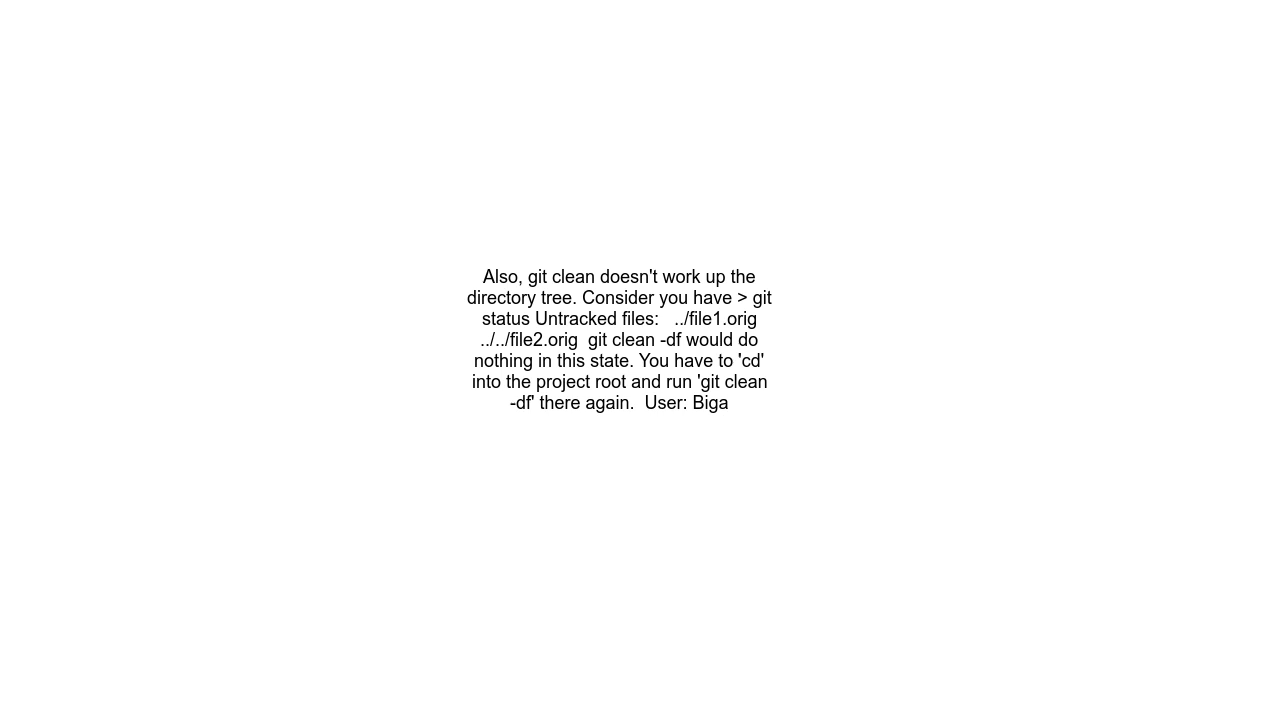 Also, git clean doesn't work up the
directory tree. Consider you have > git
status Untracked files:   ../file1.orig
../../file2.orig  git clean -df would do
nothing in this state. You have to 'cd'
into the project root and run 'git clean
-df' there again.  User: Biga